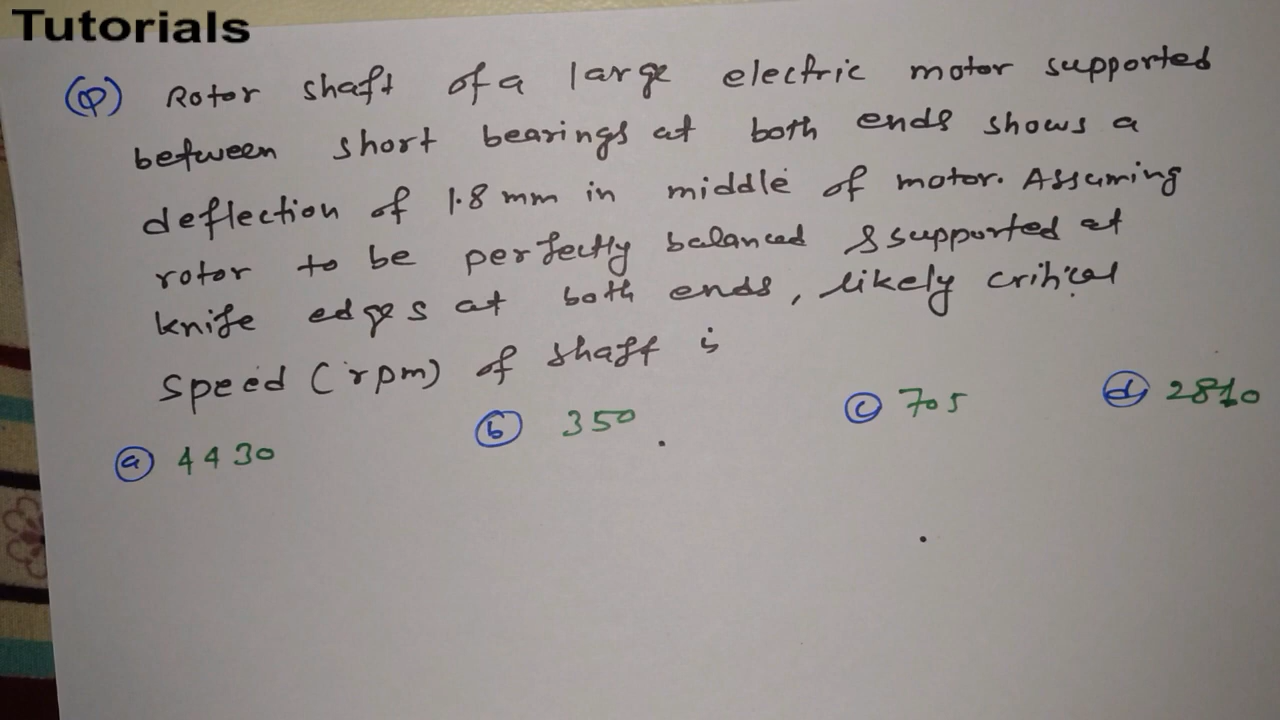 Tutorials
(Q) Rotor shaft of a large electric motor supported
between short bearings at both ends shows a
deflection of 1.8 mm in middle of motor. Assuming
rotor to be perfectly balanced & supported at
knife edges at both ends, likely critical
speed (rpm) of shaft is
(a) 4430 (b) 350 (c) 705 (d) 2810